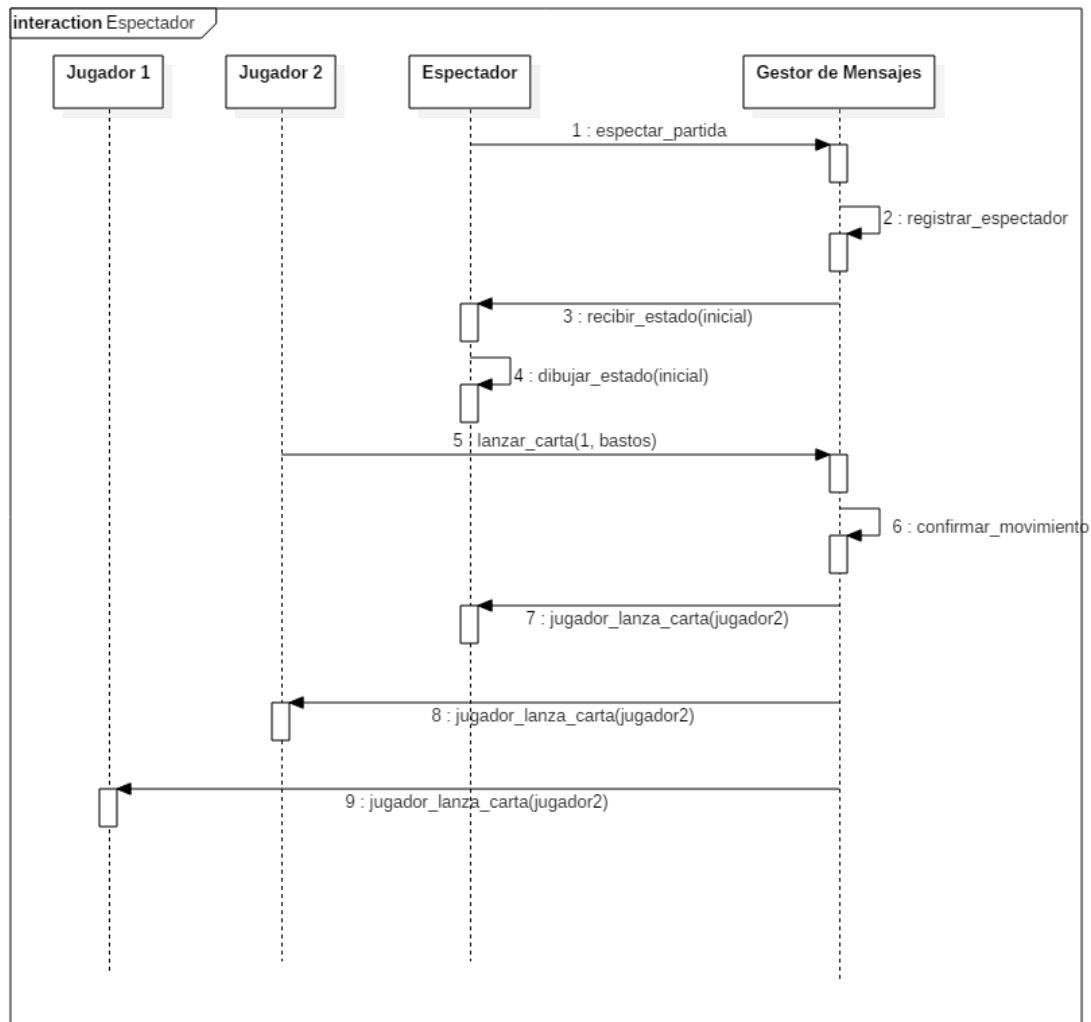 interaction Espectador
Jugador 1
Jugador 2
Espectador
Gestor de Mensajes
1 : espectar_partida
2 : registrar_espectador
3 : recibir_estado(inicial)
4 : dibujar_estado(inicial)
5 : lanzar_carta(1, bastos)
6 : confirmar_movimiento
7 : jugador_lanza_carta(jugador2)
8 : jugador_lanza_carta(jugador2)
9 : jugador_lanza_carta(jugador2)